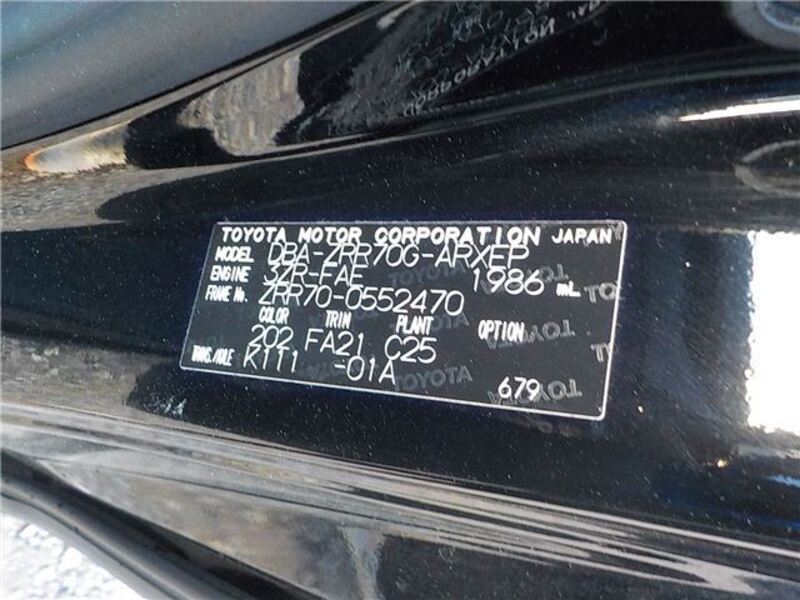 TOYOTA MOTOR CORPORATION JAPAN
MODEL DBA-ZRR70G-ARXEP
ENGINE 3ZR-FAE 1986 mL
FRAME No. ZRR70-0552470
COLOR TRIM PLANT OPTION
202 FA21 C25
TRANS./AXLE K111 -01A
679
TOYOTA